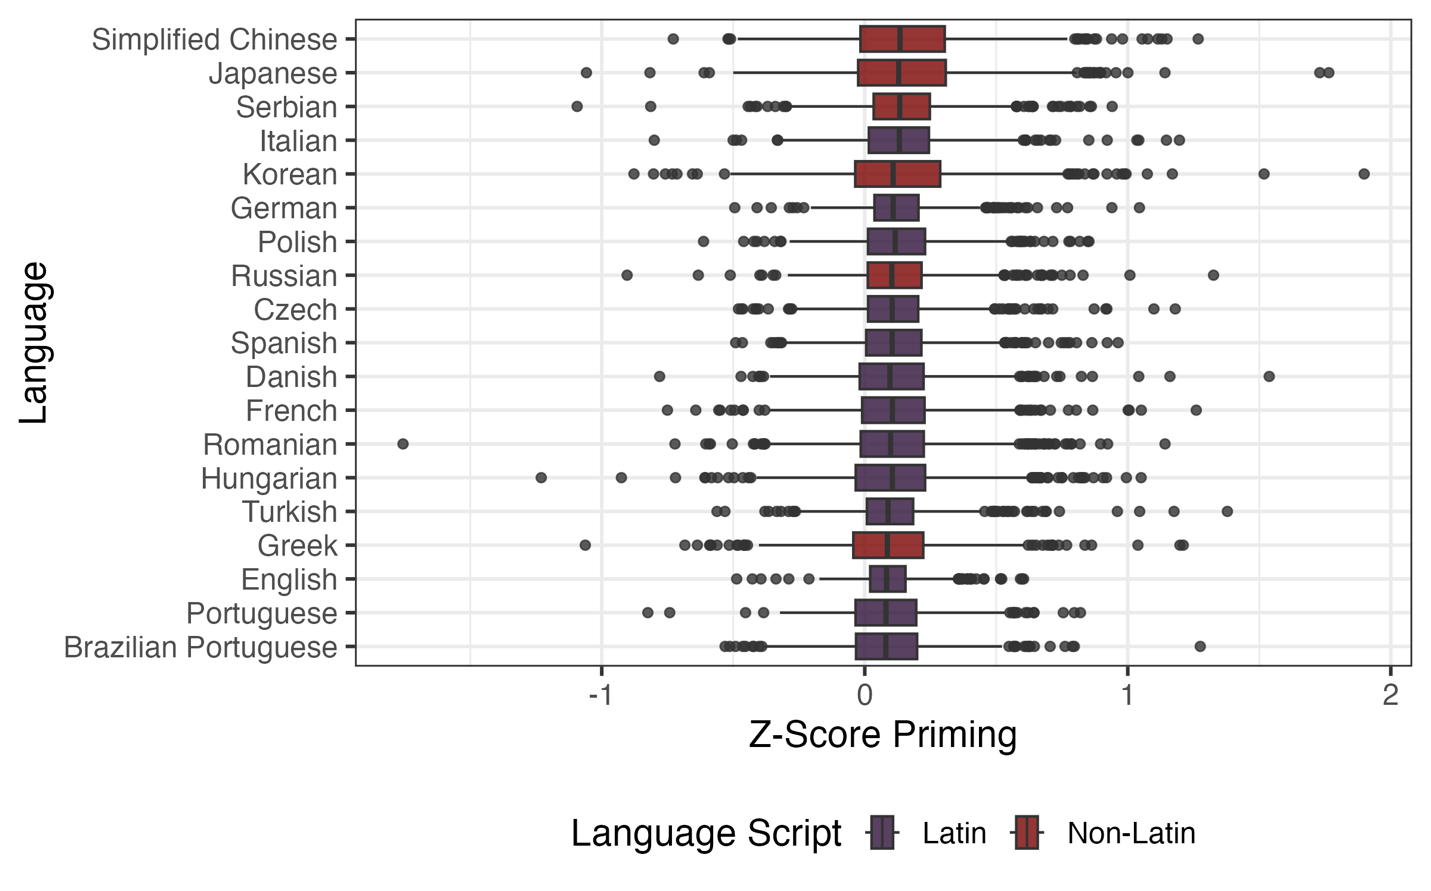 Simplified Chinese
Japanese
Serbian
Italian
Korean
German
Polish
Russian
Czech
Spanish
Danish
French
Romanian
Hungarian
Turkish
Greek
English
Portuguese
Brazilian Portuguese
Language
-1 0 1 2
Z-Score Priming
Language Script Latin Non-Latin